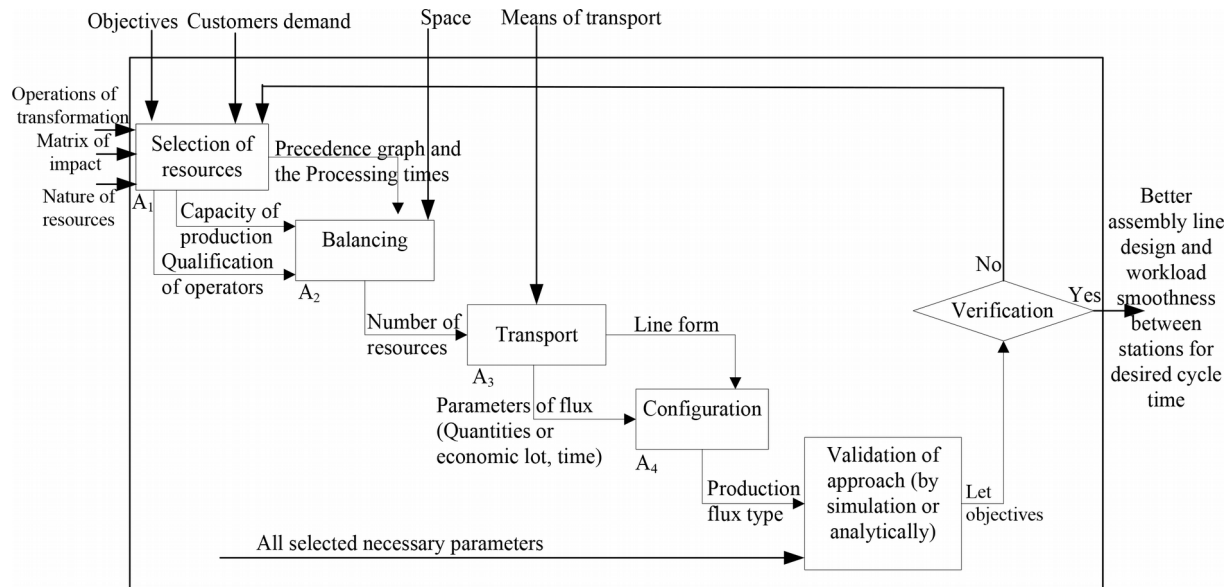 Objectives
Customers demand
Space
Means of transport
Operations of
transformation
Matrix of
impact
Nature of
resources
Selection of
resources
A₁
Precedence graph and
the Processing times
Capacity of
production
Qualification
of operators
Balancing
A₂
Number of
resources
Transport
A₃
Line form
Parameters of flux
(Quantities or
economic lot, time)
Configuration
A₄
Production
flux type
Validation of
approach (by
simulation or
analytically)
All selected necessary parameters
Let
objectives
No
Verification
Yes
Better
assembly line
design and
workload
smoothness
between
stations for
desired cycle
time